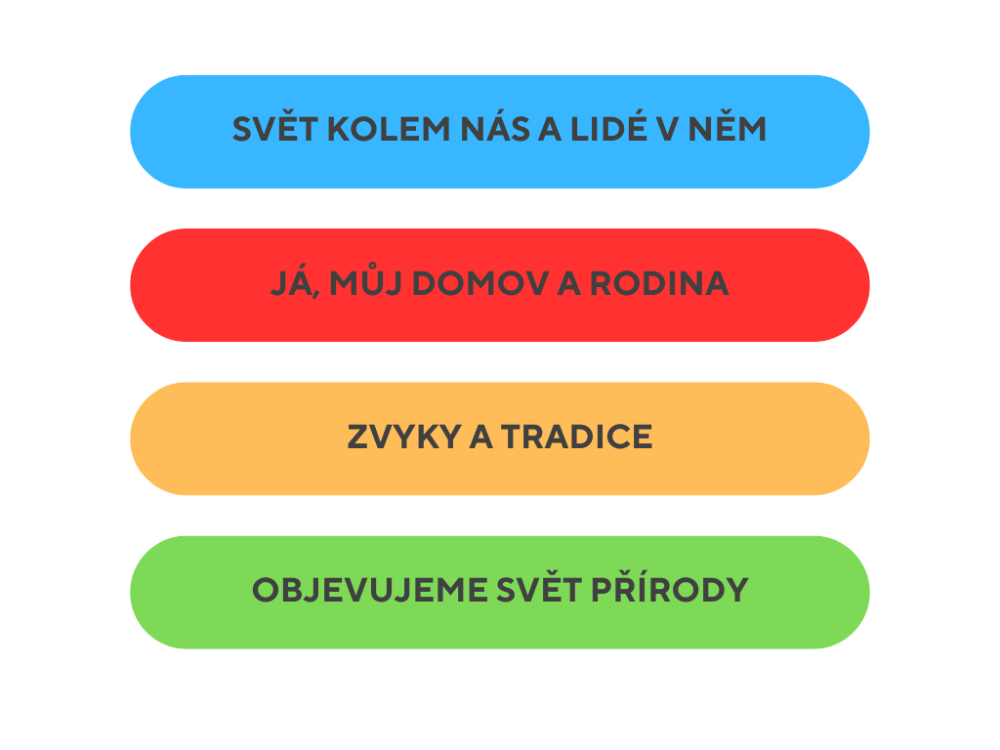 SVĚT KOLEM NÁS A LIDÉ V NĚM
JÁ, MŮJ DOMOV A RODINA
ZVYKY A TRADICE
OBJEVUJEME SVĚT PŘÍRODY